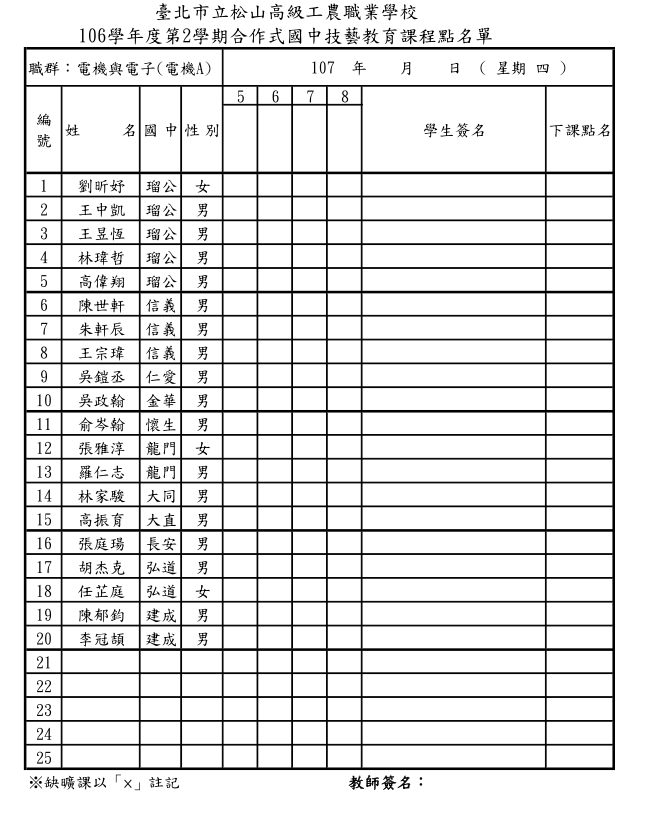 臺北市立松山高級工農職業學校
106學年度第2學期合作式國中技藝教育課程點名單
職群：電機與電子(電機A) 107 年 月 日 ( 星期 四 )
編號 姓 名 國中 性別 5 6 7 8 學生簽名 下課點名
1 劉昕妤 瑠公 女
2 王中凱 瑠公 男
3 王昱恆 瑠公 男
4 林瑋哲 瑠公 男
5 高偉翔 瑠公 男
6 陳世軒 信義 男
7 朱軒辰 信義 男
8 王宗瑋 信義 男
9 吳鎧丞 仁愛 男
10 吳政翰 金華 男
11 俞岑翰 懷生 男
12 張雅淳 龍門 女
13 羅仁志 龍門 男
14 林家駿 大同 男
15 高振育 大直 男
16 張庭瑒 長安 男
17 胡杰克 弘道 男
18 任芷庭 弘道 女
19 陳郁鈞 建成 男
20 李冠頡 建成 男
21
22
23
24
25
※缺曠課以「×」註記 教師簽名：